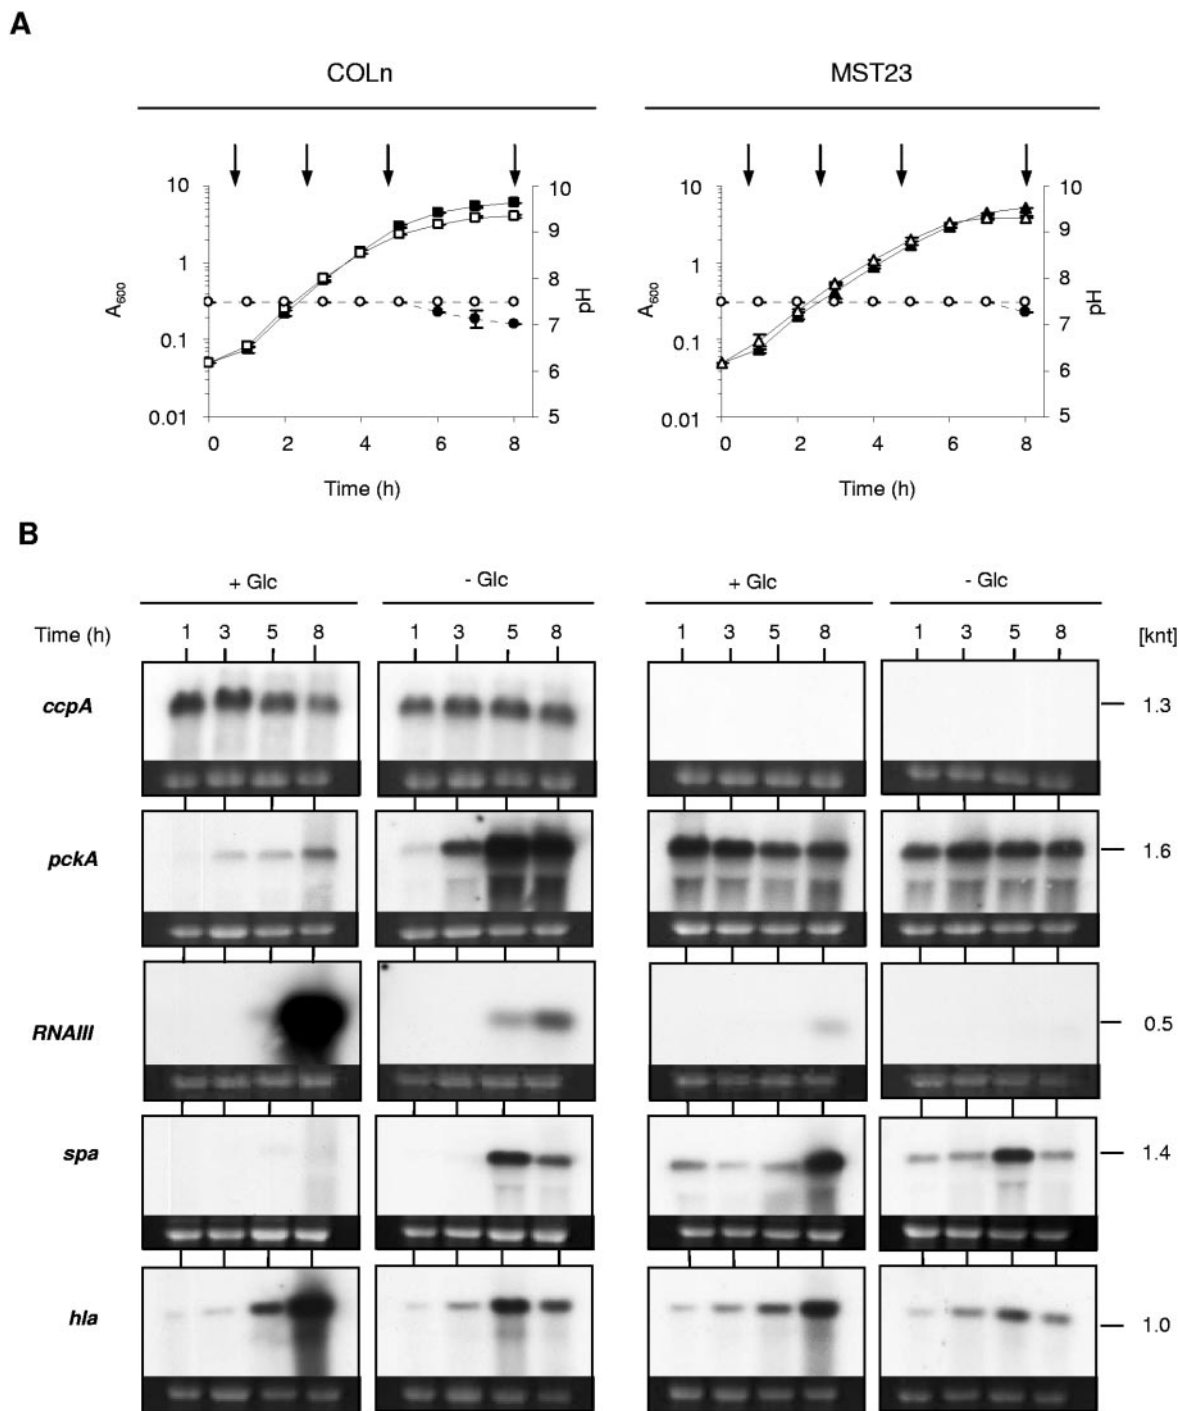 A
COLn MST23
10 10 10 10
9 9
1 8 1 8
A600 pH A600 pH
7 7
0.1 6 0.1 6
0.01 5 0.01 5
0 2 4 6 8 0 2 4 6 8
Time (h) Time (h)
B
+ Glc - Glc + Glc - Glc
Time (h) 1 3 5 8 1 3 5 8 1 3 5 8 1 3 5 8 [knt]
ccpA 1.3
pckA 1.6
RNAIII 0.5
spa 1.4
hla 1.0